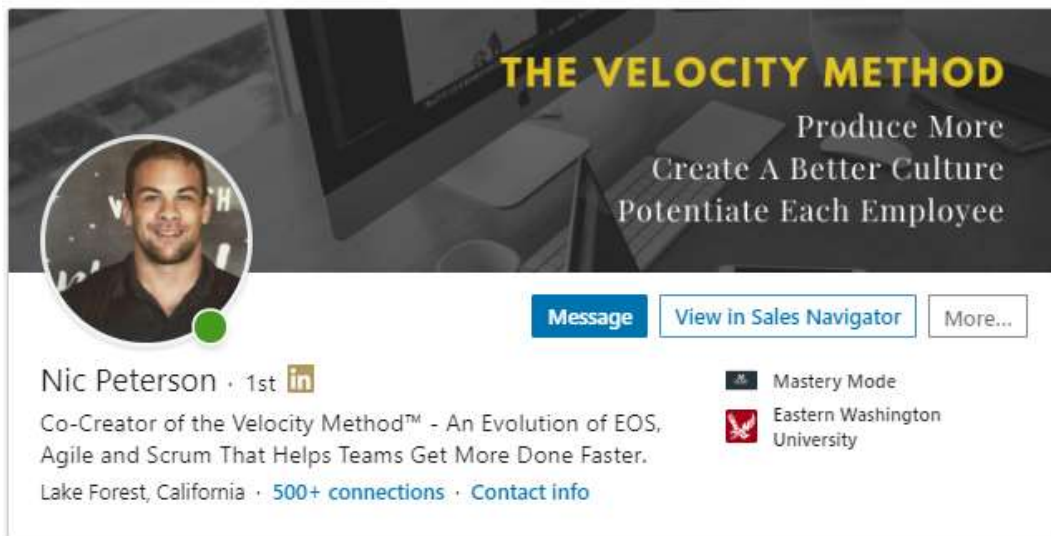 THE VELOCITY METHOD
Produce More
Create A Better Culture
Potentiate Each Employee
Message
View in Sales Navigator
More...
Nic Peterson · 1st in
Co-Creator of the Velocity Method™ - An Evolution of EOS,
Agile and Scrum That Helps Teams Get More Done Faster.
Lake Forest, California · 500+ connections · Contact info
Mastery Mode
Eastern Washington
University